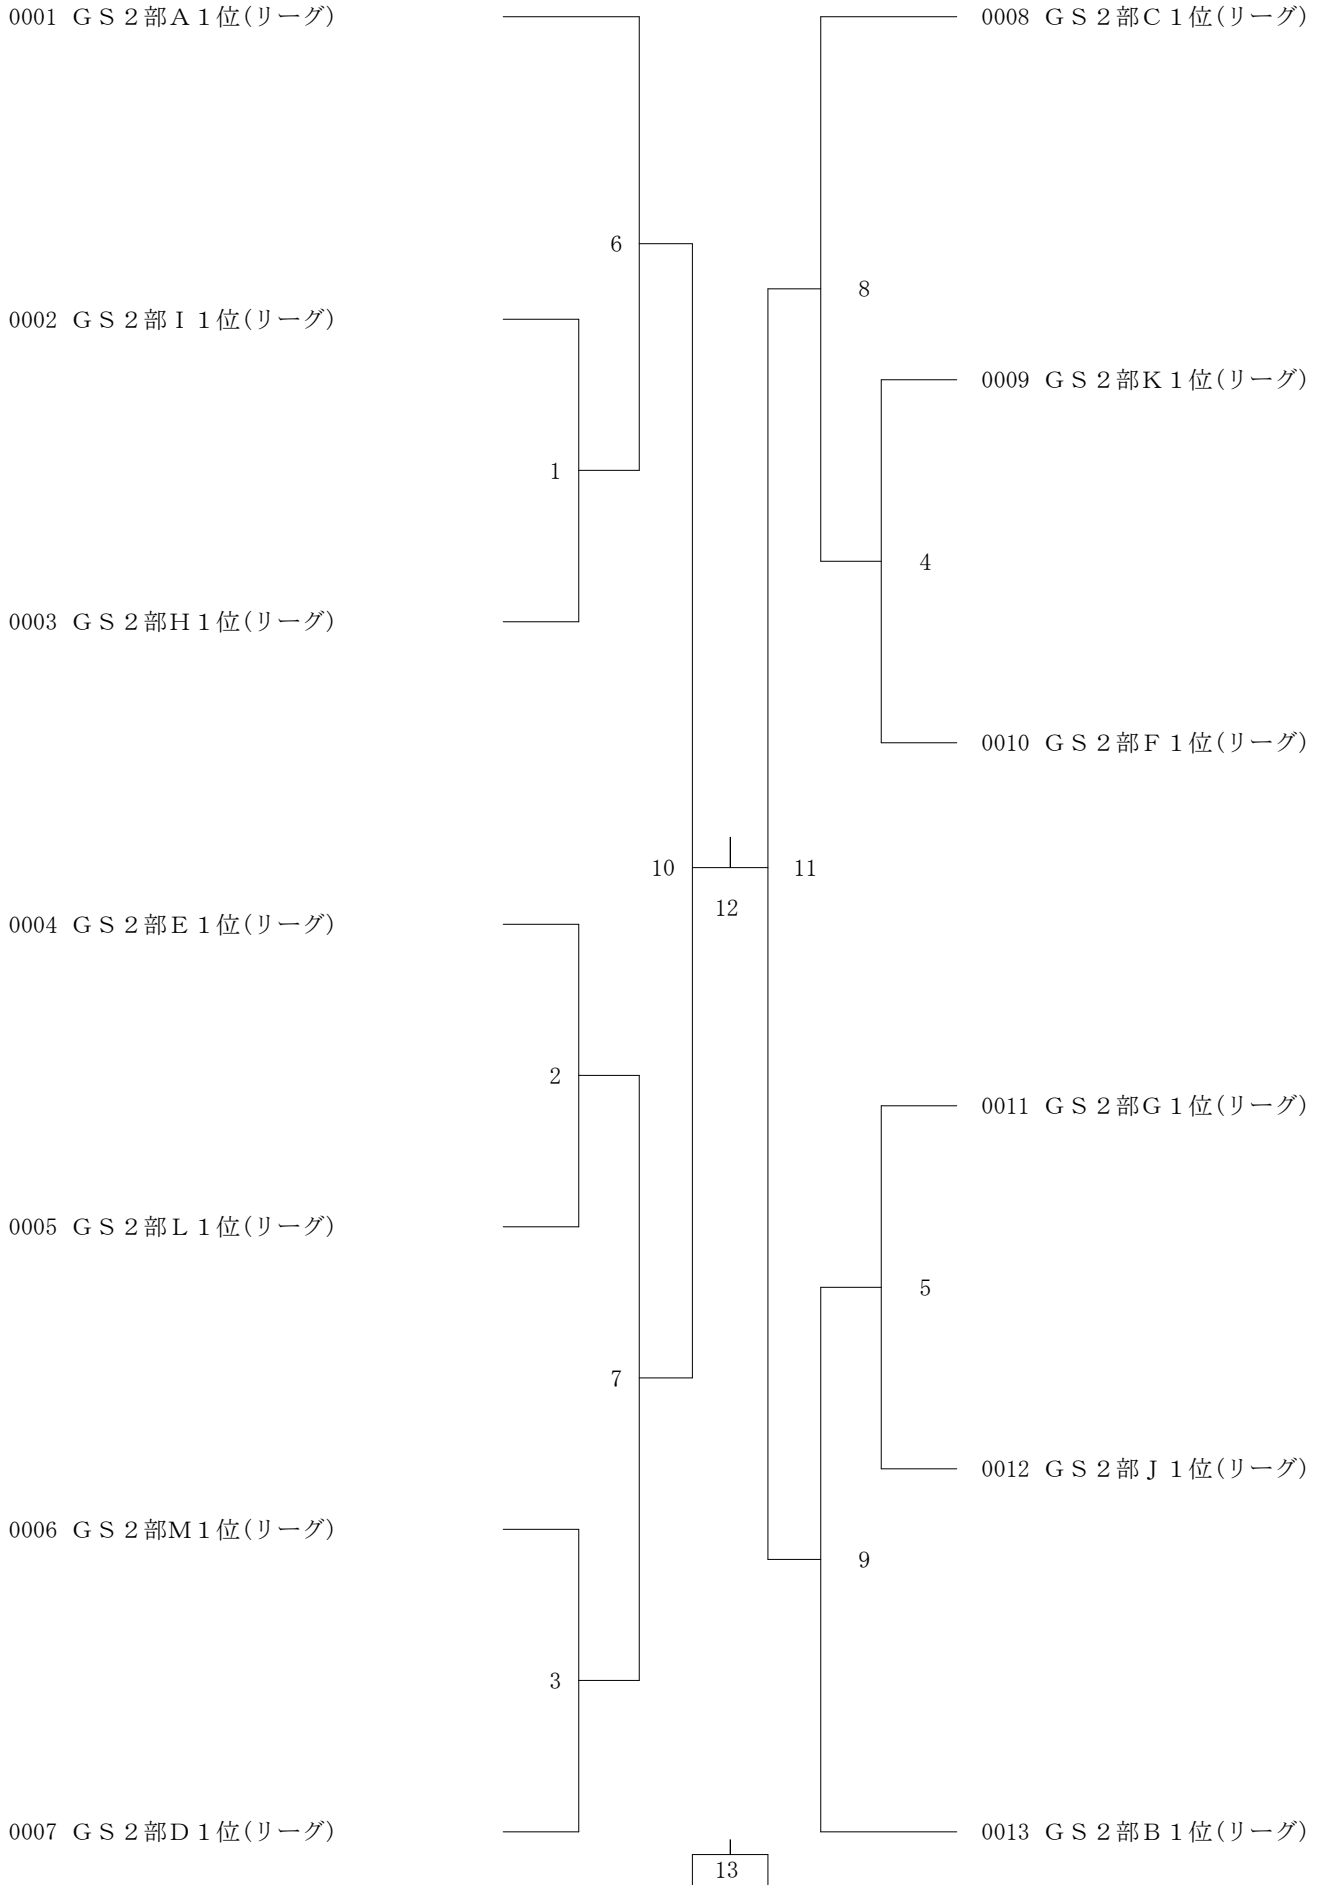 0001 ＧＳ２部Ａ１位(リーグ)
6
0002 ＧＳ２部Ｉ１位(リーグ)
1
0003 ＧＳ２部Ｈ１位(リーグ)
10
0004 ＧＳ２部Ｅ１位(リーグ)
2
0005 ＧＳ２部Ｌ１位(リーグ)
7
0006 ＧＳ２部Ｍ１位(リーグ)
3
0007 ＧＳ２部Ｄ１位(リーグ)
12
13
0008 ＧＳ２部Ｃ１位(リーグ)
8
0009 ＧＳ２部Ｋ１位(リーグ)
4
0010 ＧＳ２部Ｆ１位(リーグ)
11
0011 ＧＳ２部Ｇ１位(リーグ)
5
0012 ＧＳ２部Ｊ１位(リーグ)
9
0013 ＧＳ２部Ｂ１位(リーグ)